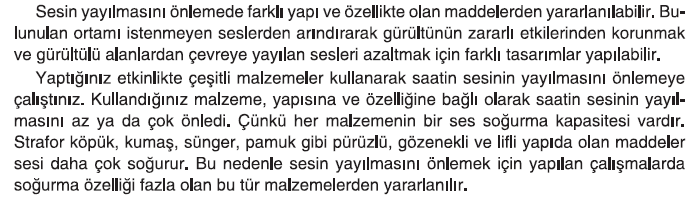 Sesin yayılmasını önlemede farklı yapı ve özellikte olan maddelerden yararlanılabilir. Bu-
lunulan ortamı istenmeyen seslerden arındırarak gürültünün zararlı etkilerinden korunmak
ve gürültülü alanlardan çevreye yayılan sesleri azaltmak için farklı tasarımlar yapılabilir.
Yaptığınız etkinlikte çeşitli malzemeler kullanarak saatin sesinin yayılmasını önlemeye
çalıştınız. Kullandığınız malzeme, yapısına ve özelliğine bağlı olarak saatin sesinin yayıl-
masını az ya da çok önledi. Çünkü her malzemenin bir ses soğurma kapasitesi vardır.
Strafor köpük, kumaş, sünger, pamuk gibi pürüzlü, gözenekli ve lifli yapıda olan maddeler
sesi daha çok soğurur. Bu nedenle sesin yayılmasını önlemek için yapılan çalışmalarda
soğurma özelliği fazla olan bu tür malzemelerden yararlanılır.